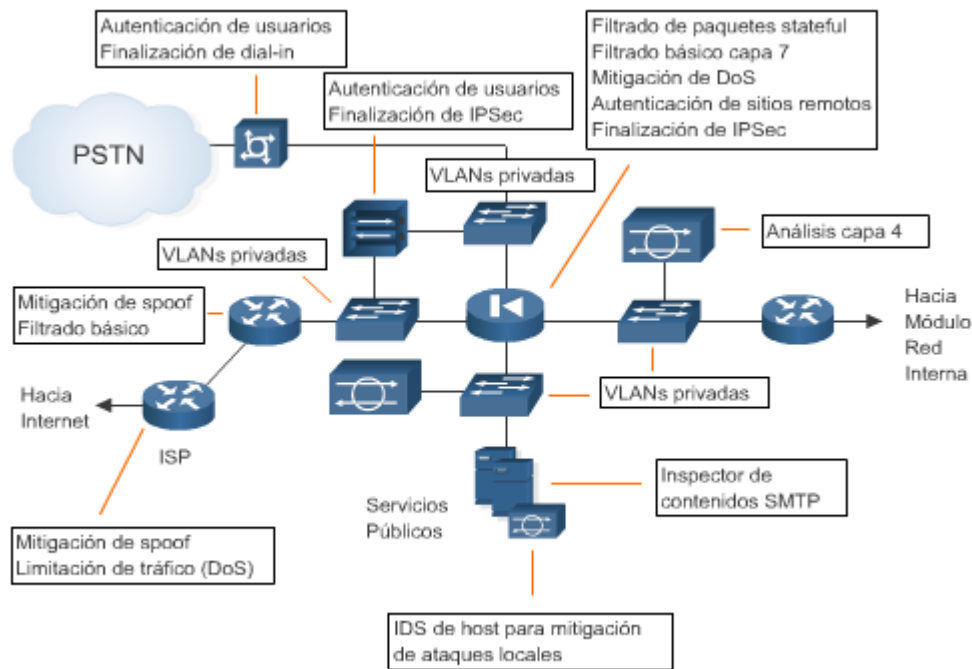 Autenticación de usuarios
Finalización de dial-in
Filtrado de paquetes stateful
Filtrado básico capa 7
Mitigación de DoS
Autenticación de sitios remotos
Finalización de IPSec
Autenticación de usuarios
Finalización de IPSec
PSTN
VLANs privadas
Análisis capa 4
VLANs privadas
Mitigación de spoof
Filtrado básico
Hacia
Módulo
Red
Interna
Hacia
Internet
VLANs privadas
ISP
Inspector de
contenidos SMTP
Servicios
Públicos
Mitigación de spoof
Limitación de tráfico (DoS)
IDS de host para mitigación
de ataques locales